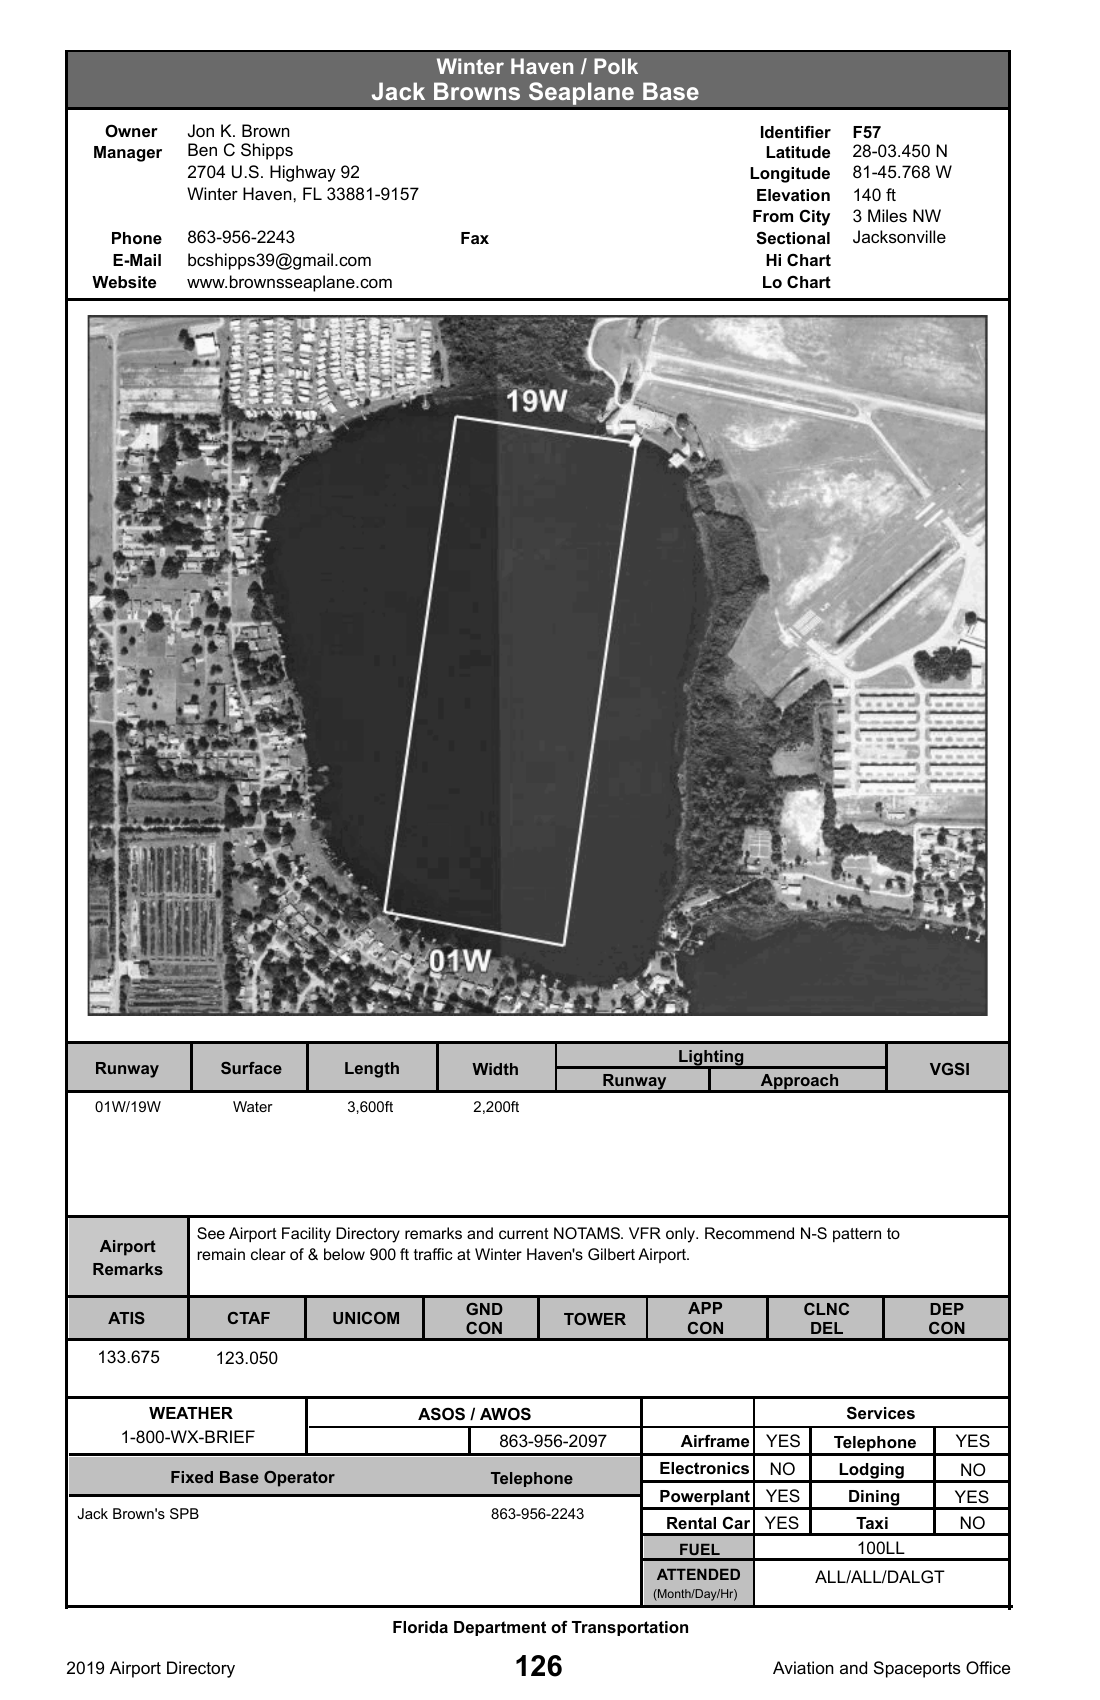 Winter Haven / Polk
Jack Browns Seaplane Base
Owner Jon K. Brown
Manager Ben C Shipps
2704 U.S. Highway 92
Winter Haven, FL 33881-9157
Phone 863-956-2243 Fax
E-Mail bcshipps39@gmail.com
Website www.brownsseaplane.com
Identifier F57
Latitude 28-03.450 N
Longitude 81-45.768 W
Elevation 140 ft
From City 3 Miles NW
Sectional Jacksonville
Hi Chart
Lo Chart
19W
01W
Runway Surface Length Width Lighting VGSI
Runway Approach
01W/19W Water 3,600ft 2,200ft
Airport Remarks
See Airport Facility Directory remarks and current NOTAMS. VFR only. Recommend N-S pattern to
remain clear of & below 900 ft traffic at Winter Haven's Gilbert Airport.
ATIS CTAF UNICOM GND CON TOWER APP CON CLNC DEL DEP CON
133.675 123.050
WEATHER ASOS / AWOS
1-800-WX-BRIEF 863-956-2097
Fixed Base Operator Telephone
Jack Brown's SPB 863-956-2243
Services
Airframe YES Telephone YES
Electronics NO Lodging NO
Powerplant YES Dining YES
Rental Car YES Taxi NO
FUEL 100LL
ATTENDED ALL/ALL/DALGT
(Month/Day/Hr)
Florida Department of Transportation
2019 Airport Directory 126 Aviation and Spaceports Office